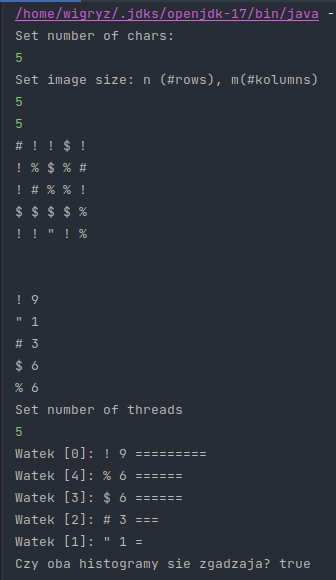 /home/wigryz/.jdks/openjdk-17/bin/java -
Set number of chars:
5
Set image size: n (#rows), m(#kolumns)
5
5
# ! ! $ !
! % $ % #
! # % % !
$ $ $ $ %
! ! " ! %
! 9
" 1
# 3
$ 6
% 6
Set number of threads
5
Watek [0]: ! 9 =========
Watek [4]: % 6 ======
Watek [3]: $ 6 ======
Watek [2]: # 3 ===
Watek [1]: " 1 =
Czy oba histogramy sie zgadzaja? true